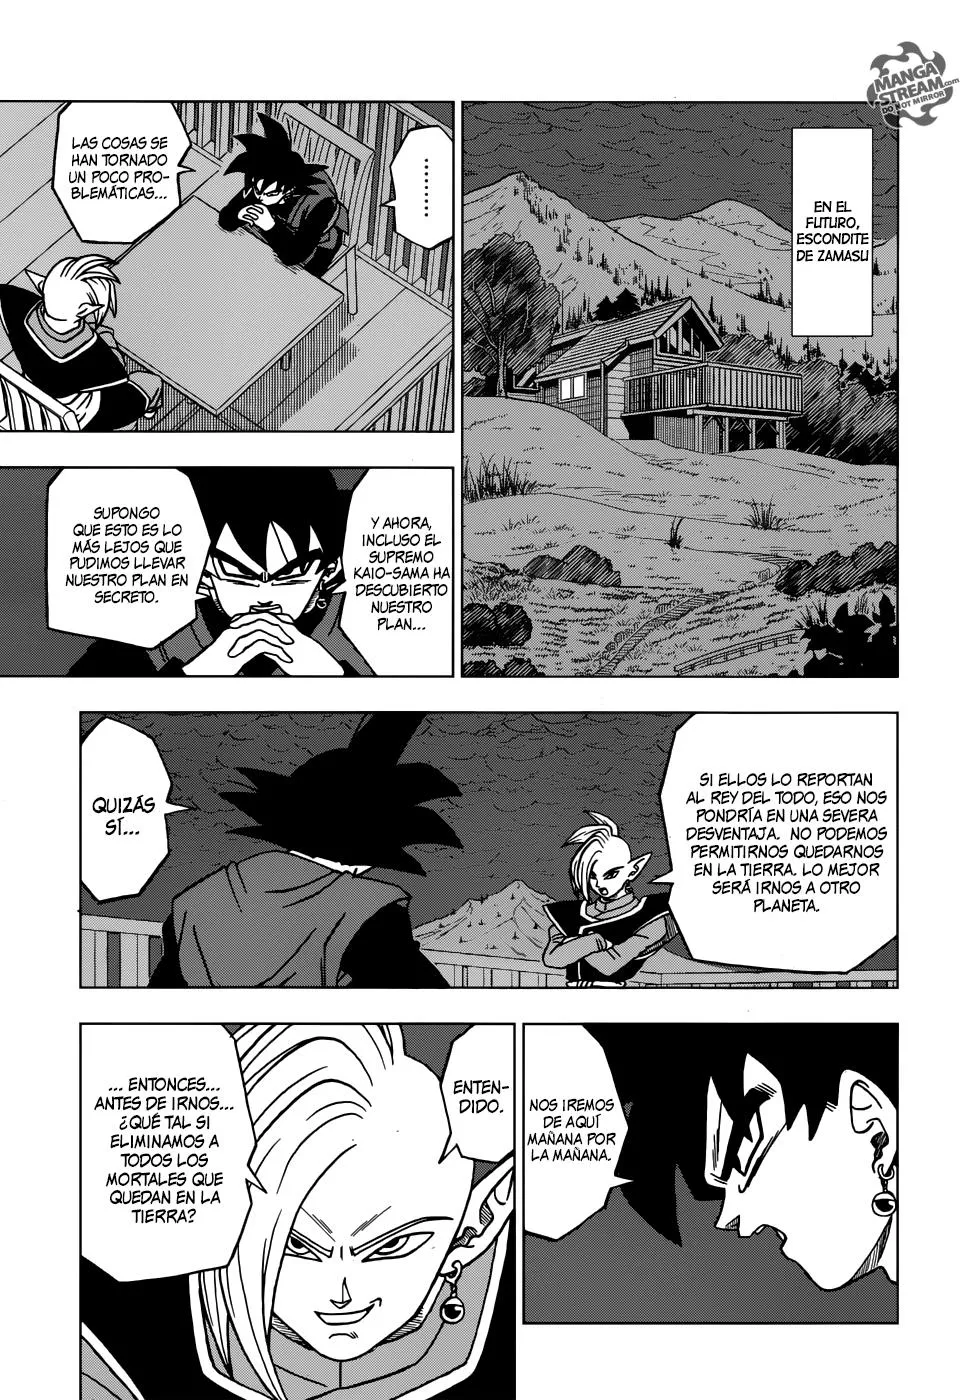 MANGA
STREAM.com
DO NOT MIRROR
EN EL
FUTURO,
ESCONDITE
DE ZAMASU
........
LAS COSAS SE
HAN TORNADO
UN POCO PRO-
BLEMÁTICAS...
Y AHORA,
INCLUSO EL
SUPREMO
KAIO-SAMA HA
DESCUBIERTO
NUESTRO
PLAN...
SUPONGO
QUE ESTO ES LO
MÁS LEJOS QUE
PUDIMOS LLEVAR
NUESTRO PLAN EN
SECRETO.
SI ELLOS LO REPORTAN
AL REY DEL TODO, ESO NOS
PONDRÍA EN UNA SEVERA
DESVENTAJA. NO PODEMOS
PERMITIRNOS QUEDARNOS
EN LA TIERRA. LO MEJOR
SERÁ IRNOS A OTRO
PLANETA.
QUIZÁS
SÍ...
NOS IREMOS
DE AQUÍ
MAÑANA POR
LA MAÑANA.
ENTEN-
DIDO.
... ENTONCES...
ANTES DE IRNOS...
¿QUÉ TAL SI
ELIMINAMOS A
TODOS LOS
MORTALES QUE
QUEDAN EN LA
TIERRA?